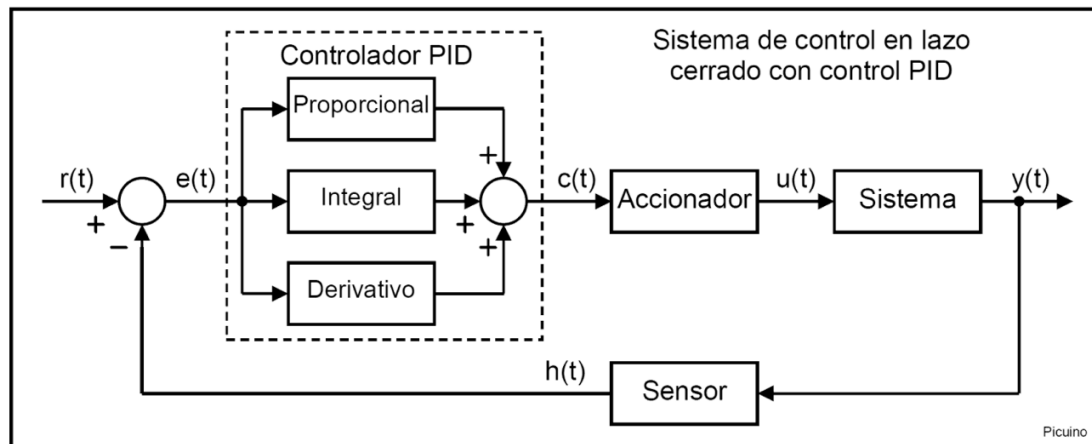 Sistema de control en lazo
cerrado con control PID
Controlador PID
Proporcional
Integral
Derivativo
r(t)
+
−
e(t)
+
+
+
c(t)
Accionador
u(t)
Sistema
y(t)
h(t)
Sensor
Picuino